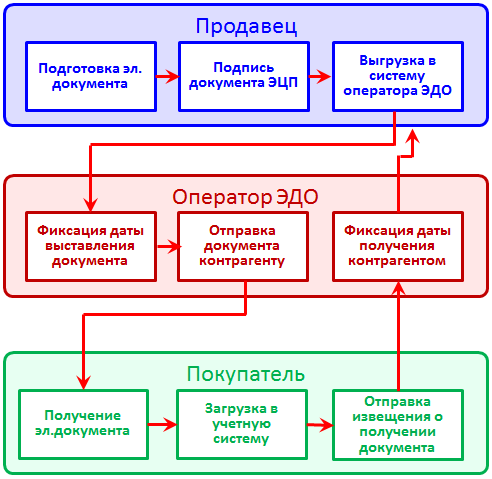 Продавец
Подготовка эл.
документа
Подпись
документа ЭЦП
Выгрузка в
систему
оператора ЭДО
Оператор ЭДО
Фиксация даты
выставления
документа
Отправка
документа
контрагенту
Фиксация даты
получения
контрагентом
Покупатель
Получение
эл.документа
Загрузка в
учетную
систему
Отправка
извещения о
получении
документа